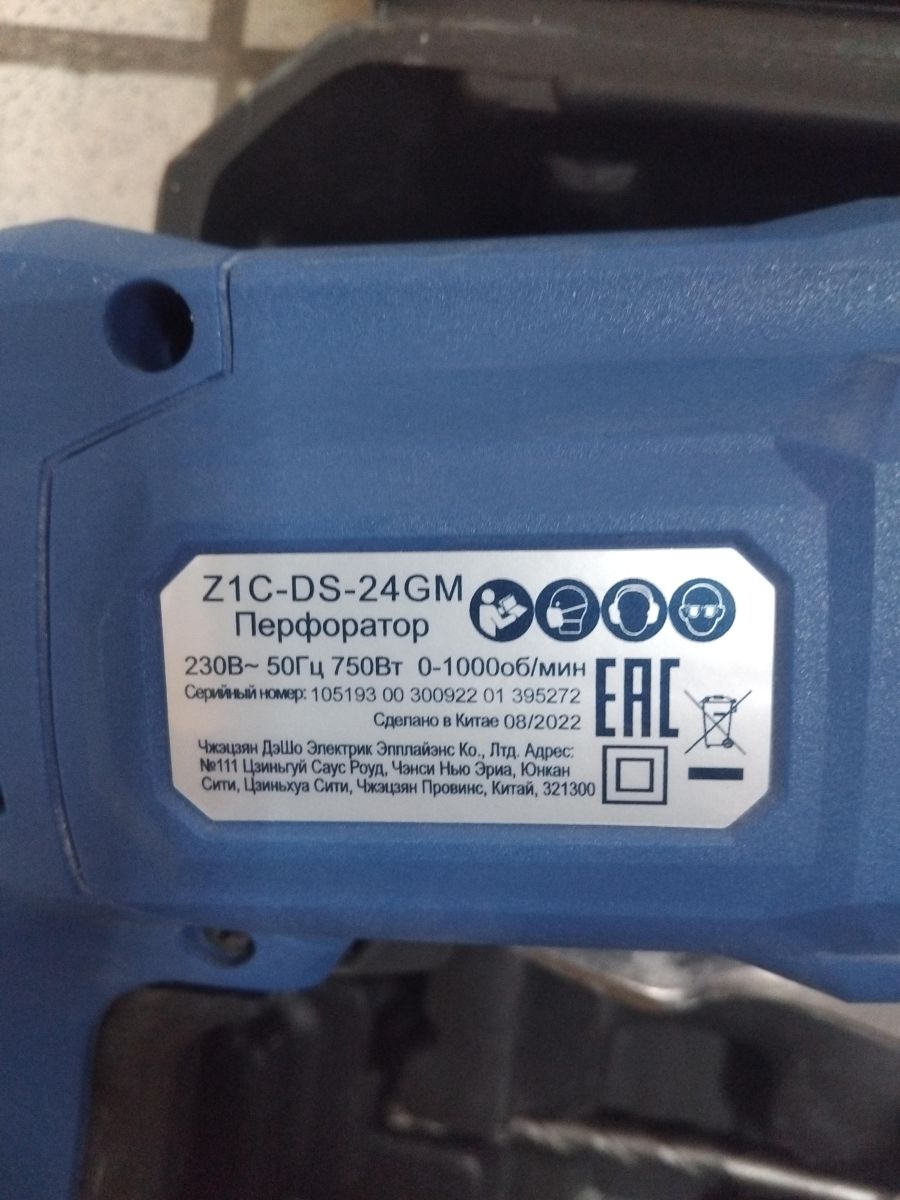 Z1C-DS-24GM
Перфоратор
230В~ 50Гц 750Вт 0-1000об/мин
Серийный номер: 105193 00 300922 01 395272
Сделано в Китае 08/2022
EAC
Чжэцзян ДэШо Электрик Эпплайэнс Ко., Лтд. Адрес:
№111 Цзиньгуй Саус Роуд, Чэнси Нью Эриа, Юнкан
Сити, Цзиньхуа Сити, Чжэцзян Провинс, Китай, 321300